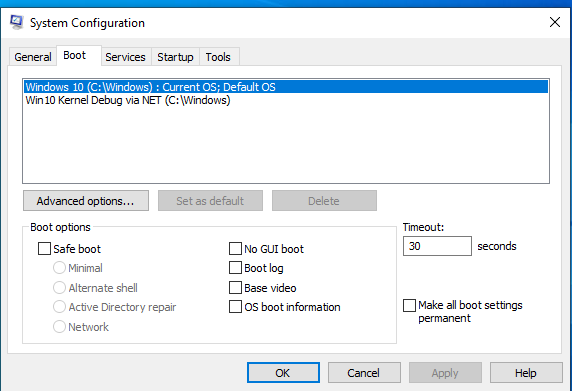 System Configuration
General Boot Services Startup Tools
Windows 10 (C:\Windows) : Current OS; Default OS
Win10 Kernel Debug via NET (C:\Windows)
Advanced options... Set as default Delete
Boot options
Safe boot
Minimal
Alternate shell
Active Directory repair
Network
No GUI boot
Boot log
Base video
OS boot information
Timeout:
30 seconds
Make all boot settings
permanent
OK Cancel Apply Help